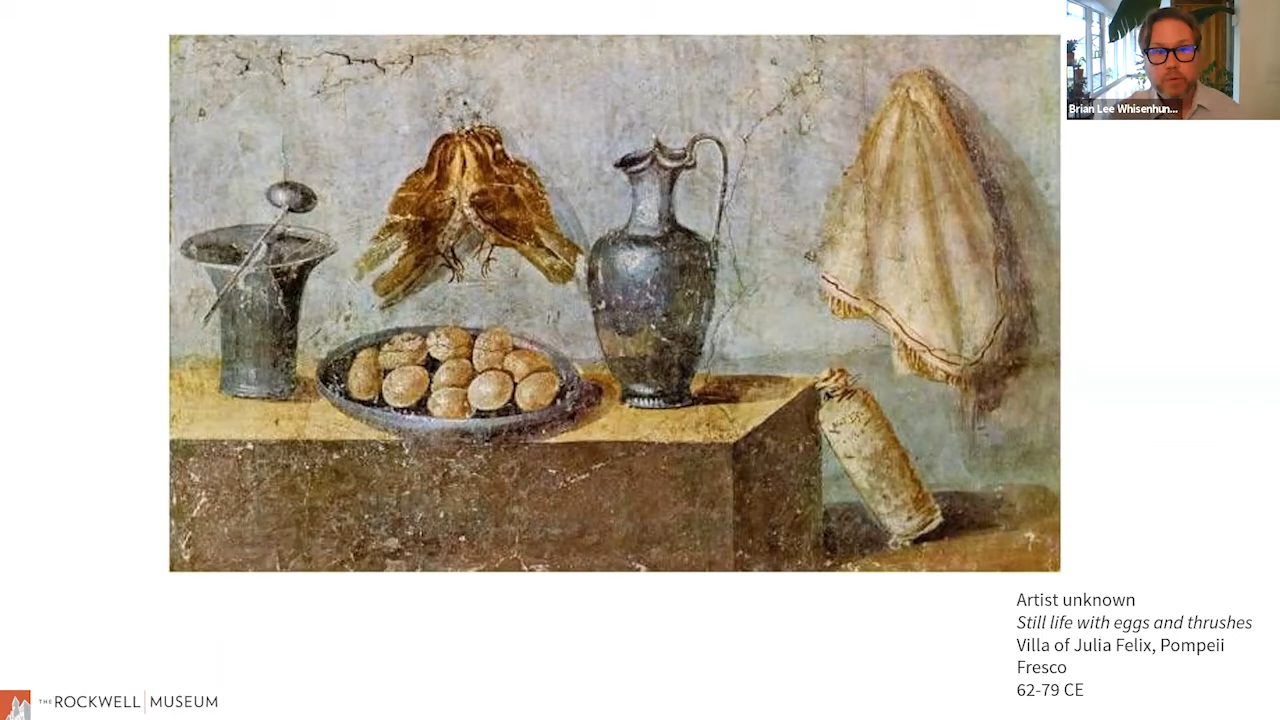 Brian Lee Whisenhun...
Artist unknown
Still life with eggs and thrushes
Villa of Julia Felix, Pompeii
Fresco
62-79 CE
THE ROCKWELL MUSEUM